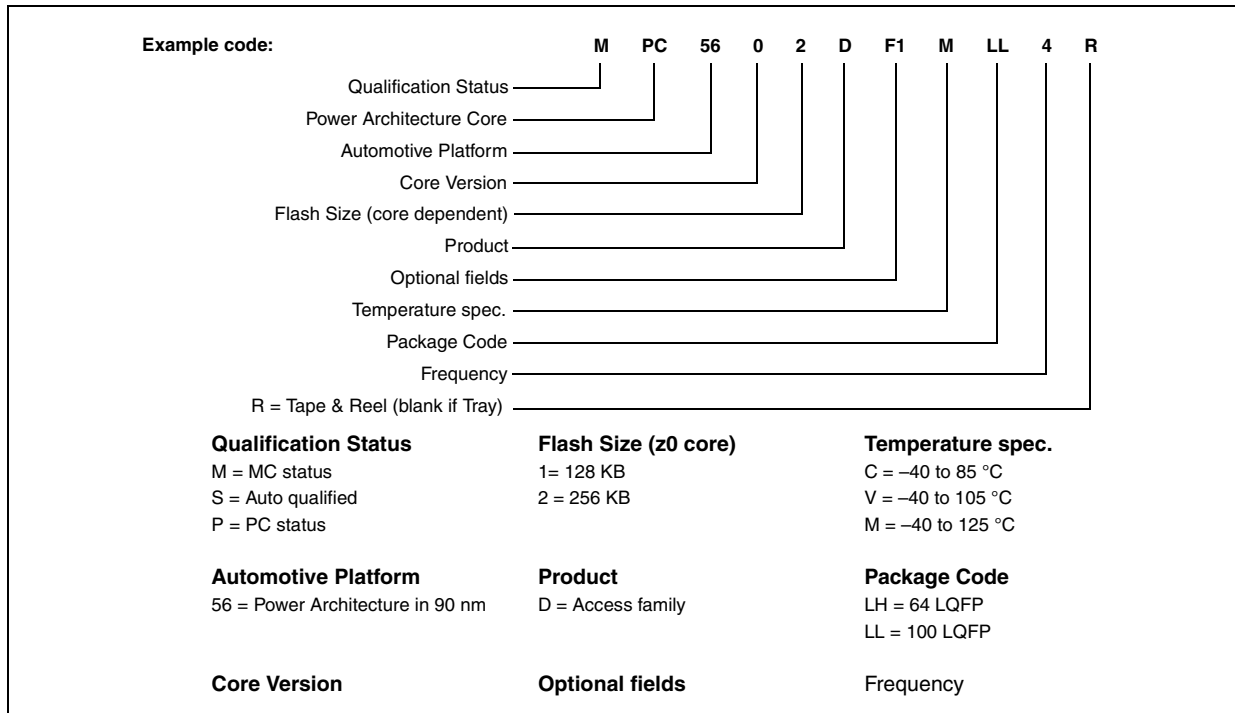 Example code: M PC 56 0 2 D F1 M LL 4 R
Qualification Status
Power Architecture Core
Automotive Platform
Core Version
Flash Size (core dependent)
Product
Optional fields
Temperature spec.
Package Code
Frequency
R = Tape & Reel (blank if Tray)
Qualification Status
M = MC status
S = Auto qualified
P = PC status
Flash Size (z0 core)
1= 128 KB
2 = 256 KB
Temperature spec.
C = –40 to 85 °C
V = –40 to 105 °C
M = –40 to 125 °C
Automotive Platform
56 = Power Architecture in 90 nm
Product
D = Access family
Package Code
LH = 64 LQFP
LL = 100 LQFP
Core Version
Optional fields
Frequency